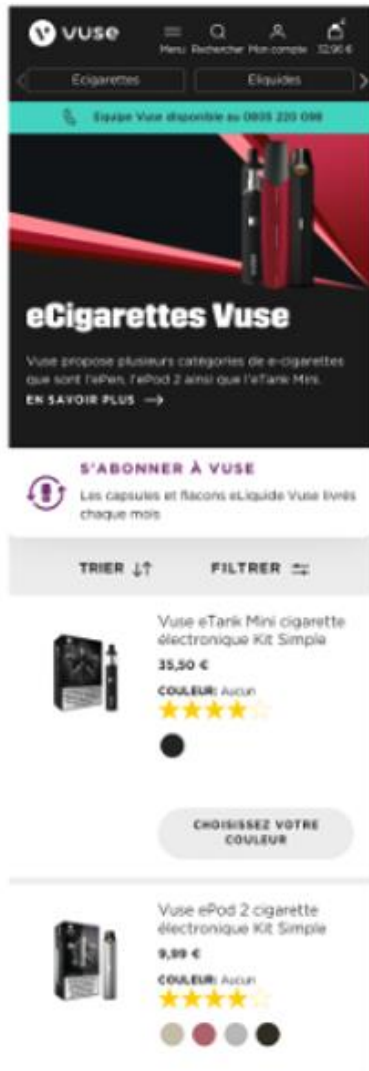 VUSE
Menu Rechercher Mon compte 32,90 €
Ecigarettes Eliquides
Equipe Vuse disponible au 0805 220 098
eCigarettes Vuse
Vuse propose plusieurs catégories de e-cigarettes
que sont l'ePen, l'ePod 2 ainsi que l'eTank Mini.
EN SAVOIR PLUS →
S'ABONNER À VUSE
Les capsules et flacons eLiquide Vuse livrés
chaque mois
TRIER FILTRER
Vuse eTank Mini cigarette
électronique Kit Simple
35,50 €
COULEUR: Aucun
CHOISISSEZ VOTRE
COULEUR
Vuse ePod 2 cigarette
électronique Kit Simple
9,99 €
COULEUR: Aucun